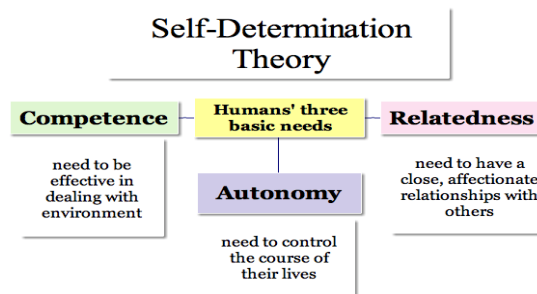 Self-Determination
Theory
Competence
Humans' three
basic needs
Relatedness
need to be
effective in
dealing with
environment
Autonomy
need to have a
close, affectionate
relationships with
others
need to control
the course of
their lives